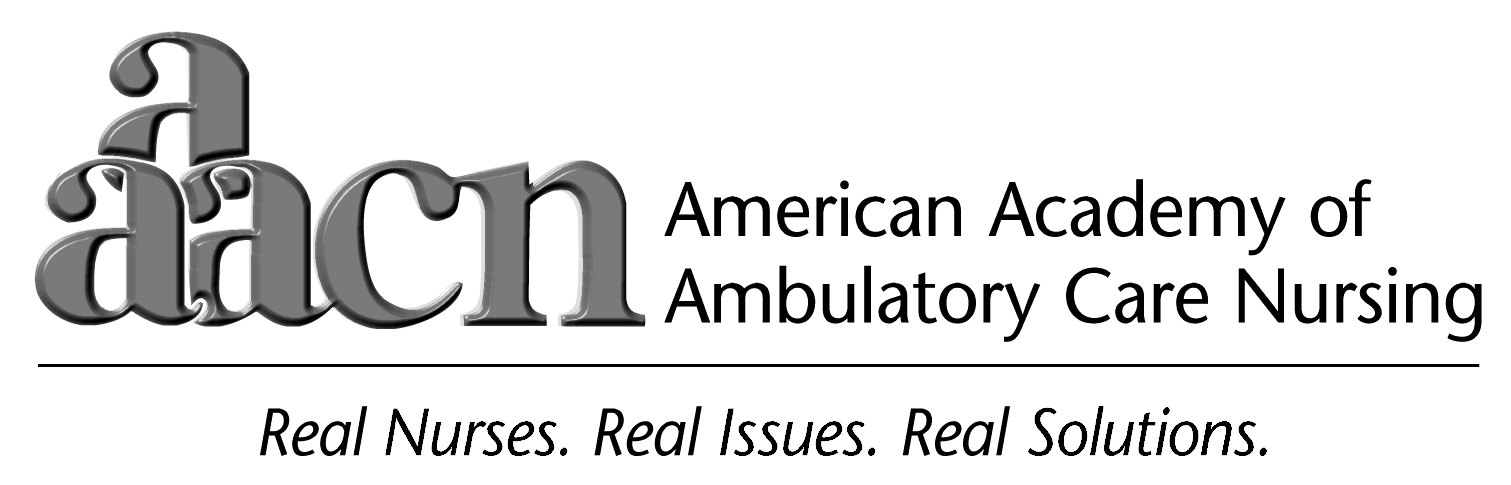 a
aacn
American Academy of
Ambulatory Care Nursing
Real Nurses. Real Issues. Real Solutions.